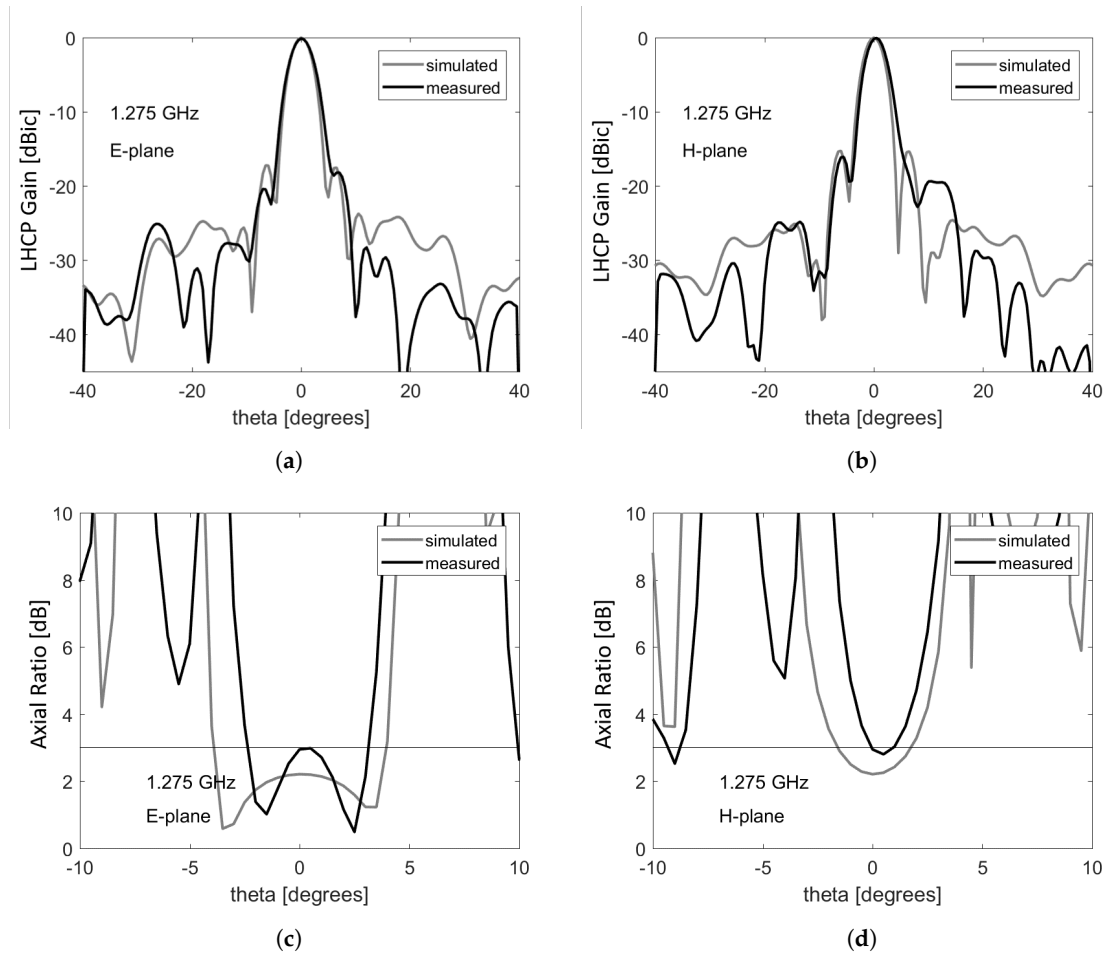 0
-10
-20
-30
-40
LHCP Gain [dBic]
simulated
measured
1.275 GHz
E-plane
-40
-20
0
20
40
theta [degrees]
(a)
0
-10
-20
-30
-40
LHCP Gain [dBic]
simulated
measured
1.275 GHz
H-plane
-40
-20
0
20
40
theta [degrees]
(b)
10
8
6
4
2
0
Axial Ratio [dB]
simulated
measured
1.275 GHz
E-plane
-10
-5
0
5
10
theta [degrees]
(c)
10
8
6
4
2
0
Axial Ratio [dB]
simulated
measured
1.275 GHz
H-plane
-10
-5
0
5
10
theta [degrees]
(d)